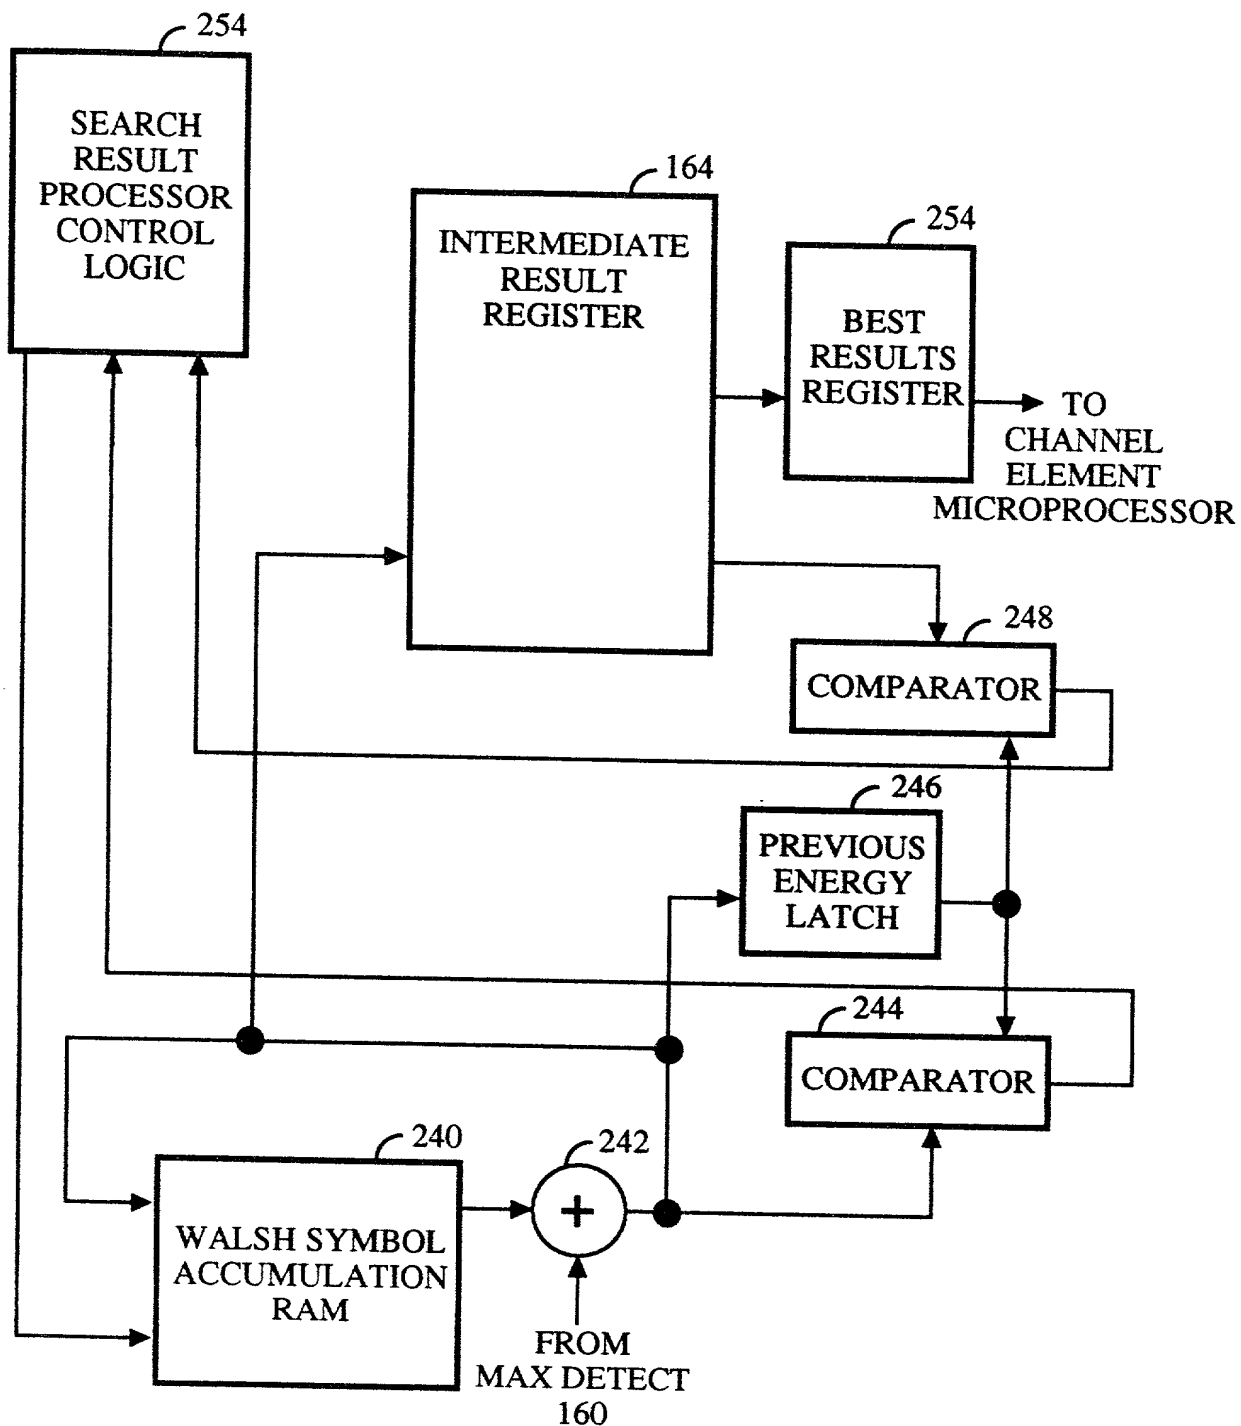 254
SEARCH
RESULT
PROCESSOR
CONTROL
LOGIC
164
INTERMEDIATE
RESULT
REGISTER
254
BEST
RESULTS
REGISTER
TO
CHANNEL
ELEMENT
MICROPROCESSOR
248
COMPARATOR
246
PREVIOUS
ENERGY
LATCH
244
COMPARATOR
240
WALSH SYMBOL
ACCUMULATION
RAM
242
+
FROM
MAX DETECT
160